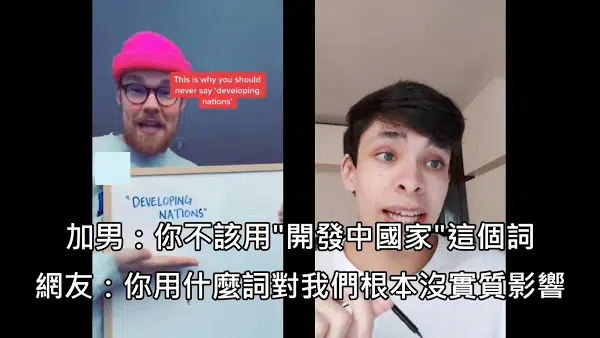 This is why you should
never say 'developing
nations'
"DEVELOPING
NATIONS"
加男：你不該用"開發中國家"這個詞
網友：你用什麼詞對我們根本沒實質影響